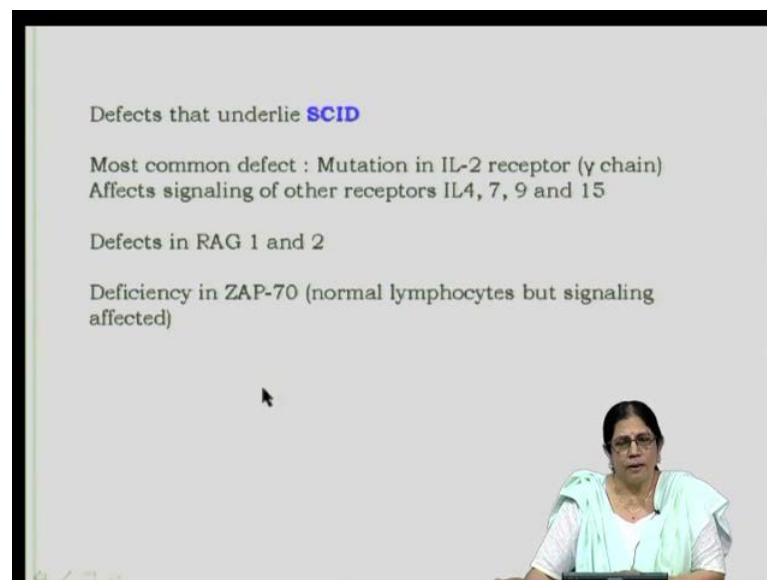 Defects that underlie SCID
Most common defect : Mutation in IL-2 receptor (γ chain)
Affects signaling of other receptors IL4, 7, 9 and 15
Defects in RAG 1 and 2
Deficiency in ZAP-70 (normal lymphocytes but signaling
affected)